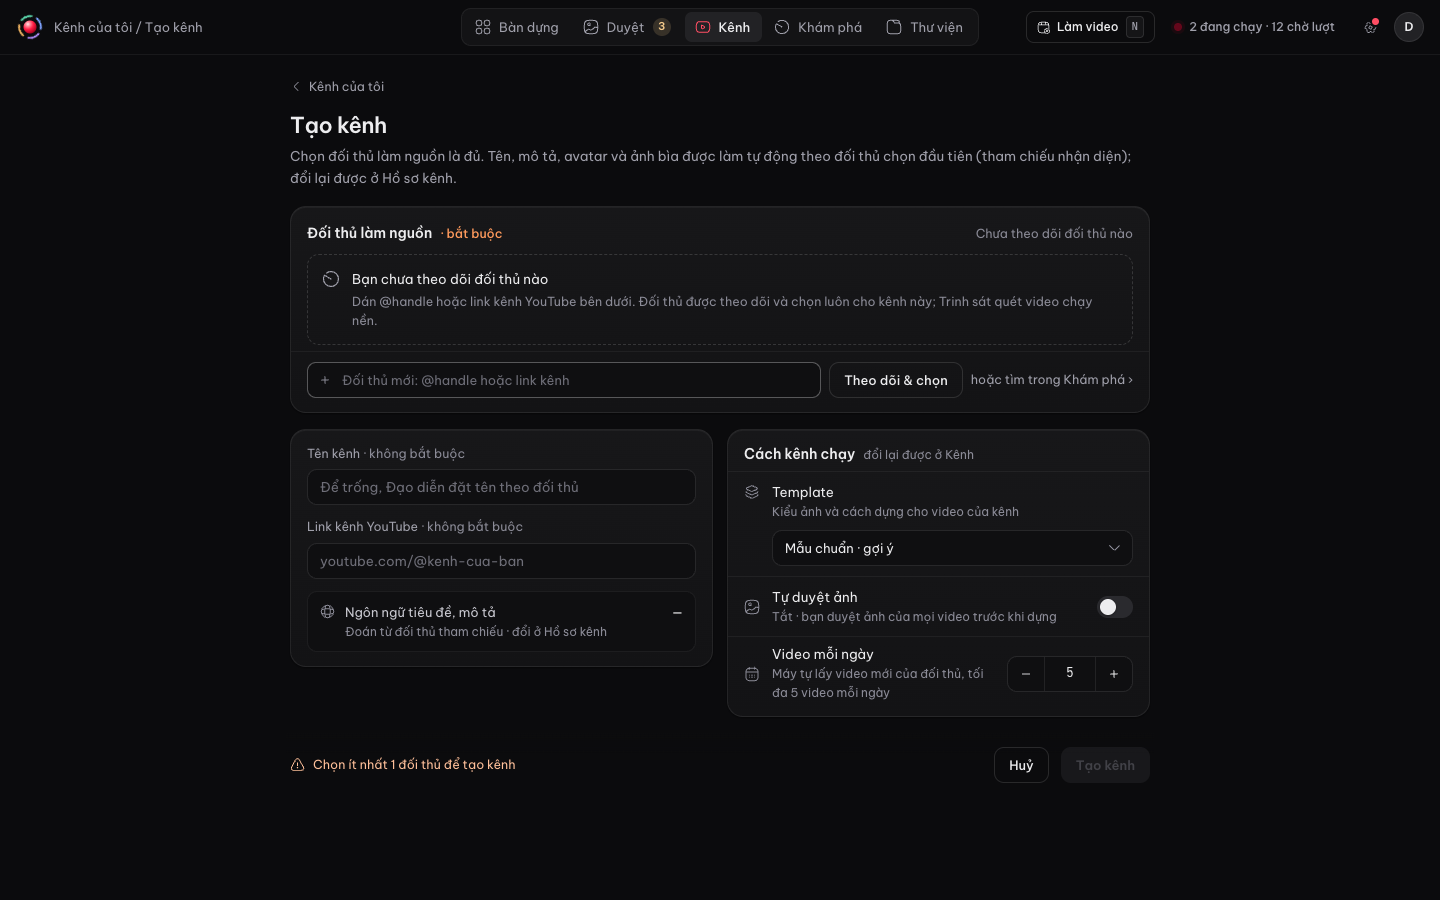 Kênh của tôi / Tạo kênh
Bàn dựng
Duyệt 3
Kênh
Khám phá
Thư viện
Làm video N
2 đang chạy · 12 chờ lượt
D
Kênh của tôi
Tạo kênh
Chọn đối thủ làm nguồn là đủ. Tên, mô tả, avatar và ảnh bìa được làm tự động theo đối thủ chọn đầu tiên (tham chiếu nhận diện);
đổi lại được ở Hồ sơ kênh.
Đối thủ làm nguồn · bắt buộc
Chưa theo dõi đối thủ nào
Bạn chưa theo dõi đối thủ nào
Dán @handle hoặc link kênh YouTube bên dưới. Đối thủ được theo dõi và chọn luôn cho kênh này; Trinh sát quét video chạy
nền.
+ Đối thủ mới: @handle hoặc link kênh
Theo dõi & chọn
hoặc tìm trong Khám phá ›
Tên kênh · không bắt buộc
Để trống, Đạo diễn đặt tên theo đối thủ
Link kênh YouTube · không bắt buộc
youtube.com/@kenh-cua-ban
Ngôn ngữ tiêu đề, mô tả –
Đoán từ đối thủ tham chiếu · đổi ở Hồ sơ kênh
Cách kênh chạy đổi lại được ở Kênh
Template
Kiểu ảnh và cách dựng cho video của kênh
Mẫu chuẩn · gợi ý
Tự duyệt ảnh
Tắt · bạn duyệt ảnh của mọi video trước khi dựng
Video mỗi ngày
Máy tự lấy video mới của đối thủ, tối
đa 5 video mỗi ngày
− 5 +
Chọn ít nhất 1 đối thủ để tạo kênh
Huỷ
Tạo kênh